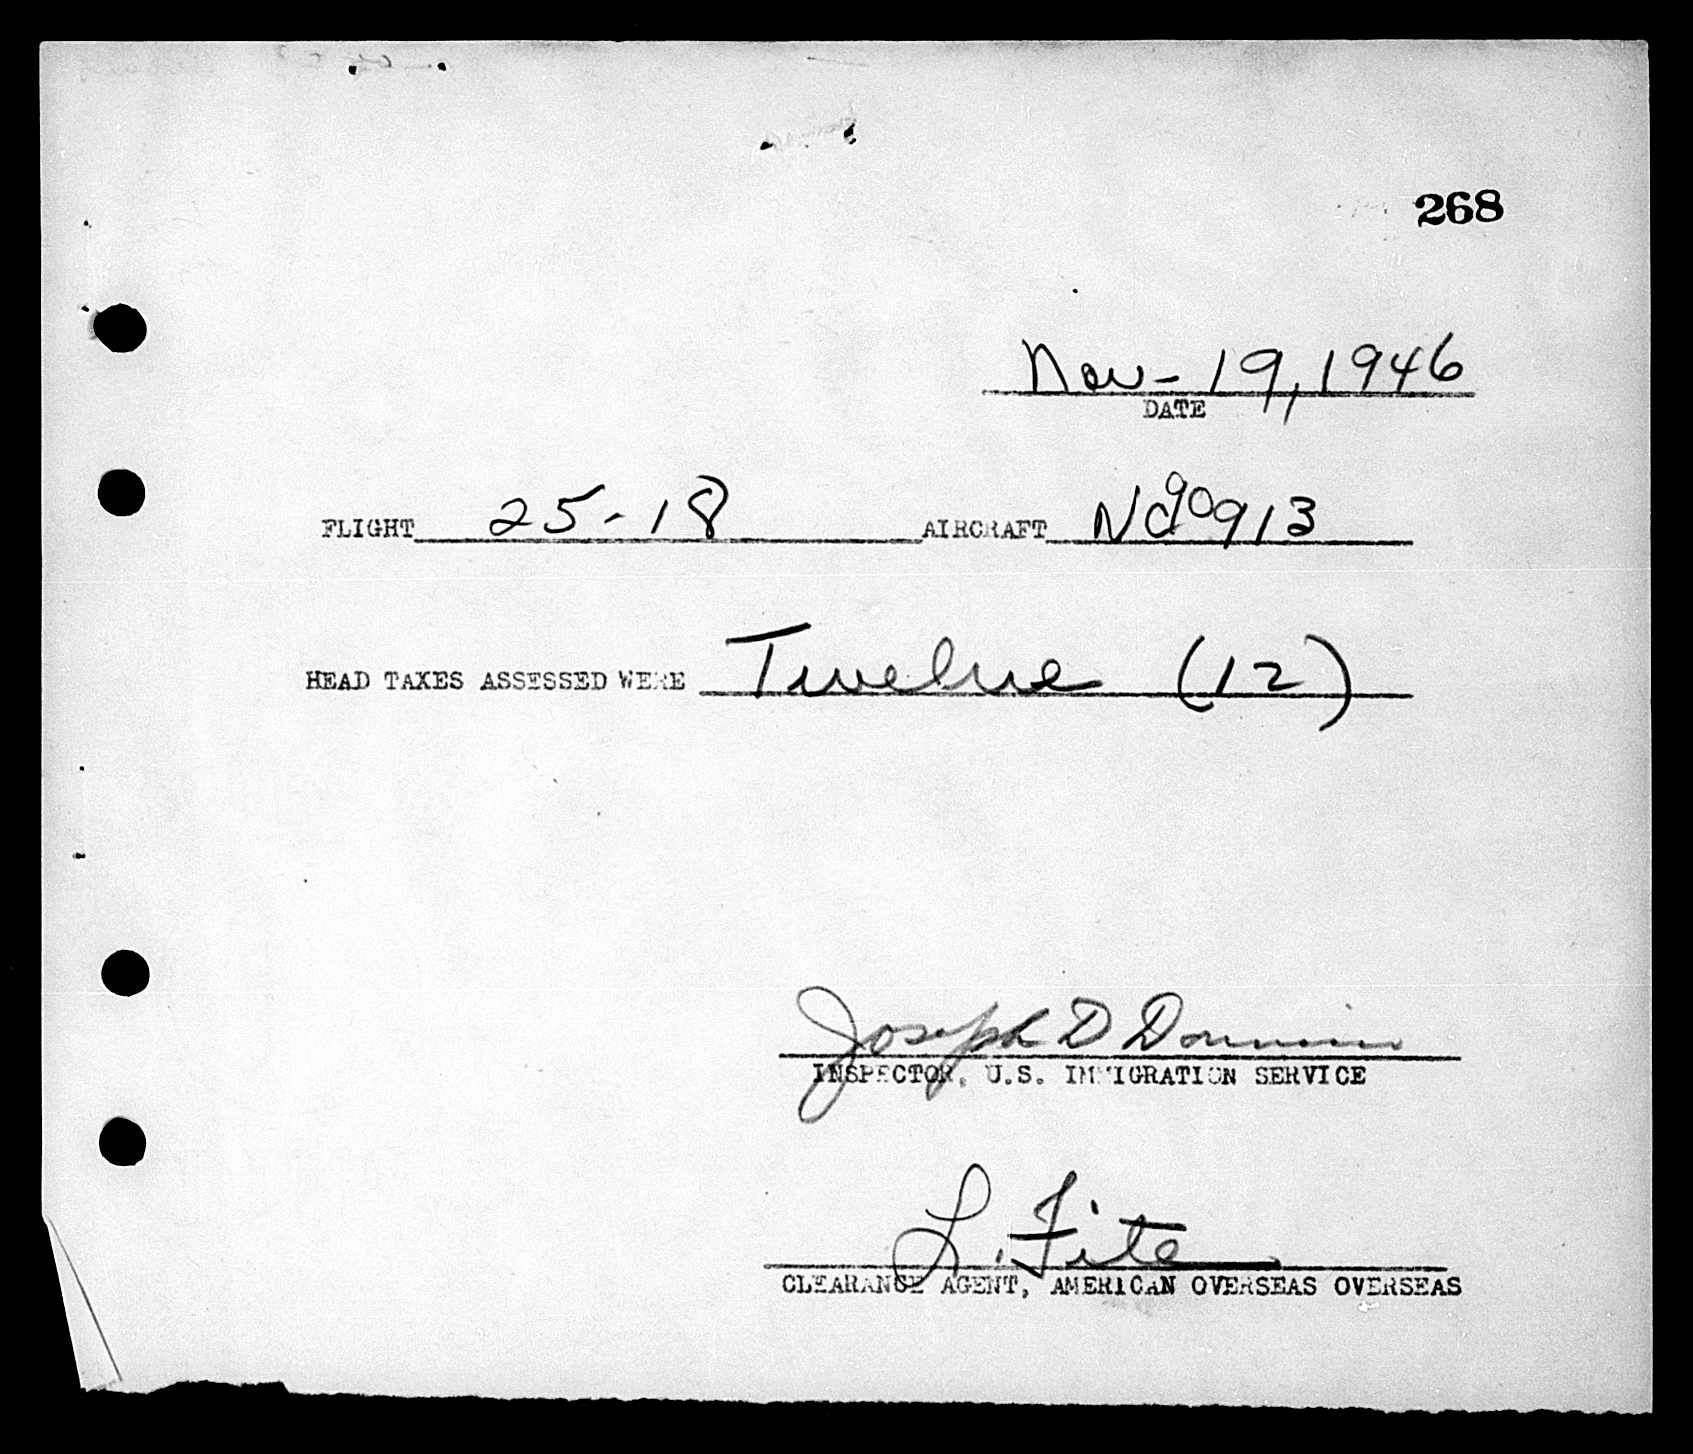 268
Nov-19, 1946
DATE
FLIGHT 25-18 AIRCRAFT NC90913
HEAD TAXES ASSESSED WERE Twelve (12)
Joseph D
INSPECTOR, U.S. IMMIGRATION SERVICE
L. Fite
CLEARANCE AGENT, AMERICAN OVERSEAS OVERSEAS